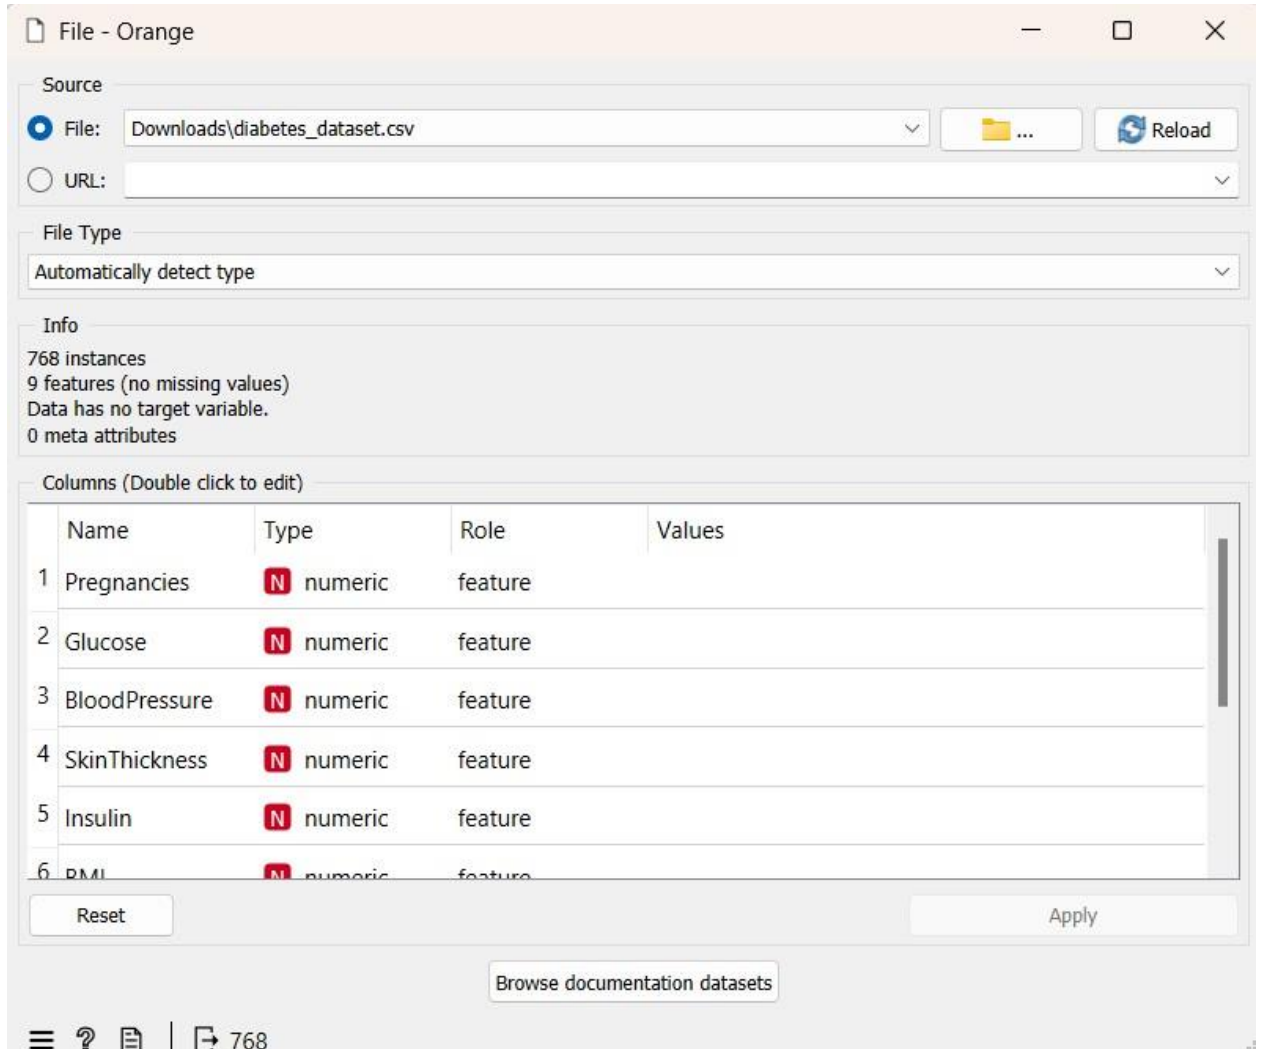 File - Orange
Source
File: Downloads\diabetes_dataset.csv ... Reload
URL:
File Type
Automatically detect type
Info
768 instances
9 features (no missing values)
Data has no target variable.
0 meta attributes
Columns (Double click to edit)
Name Type Role Values
1 Pregnancies N numeric feature
2 Glucose N numeric feature
3 BloodPressure N numeric feature
4 SkinThickness N numeric feature
5 Insulin N numeric feature
6 BMI N numeric feature
Reset Apply
Browse documentation datasets
? 768